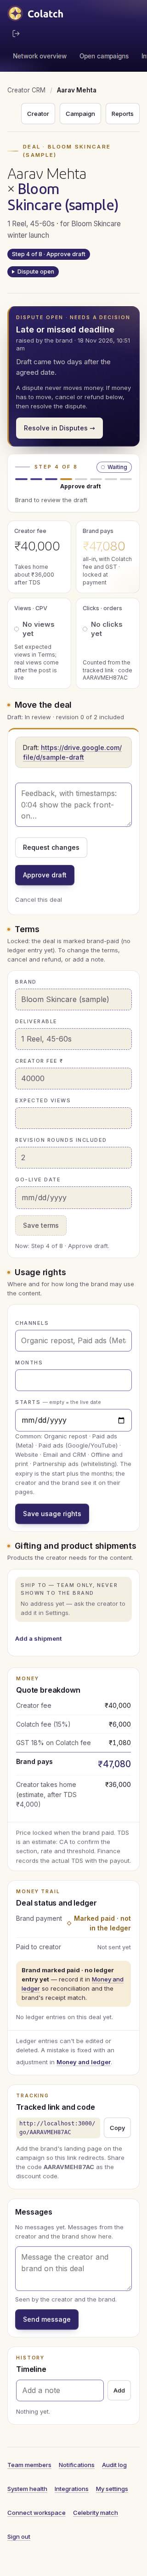 Colatch
Network overview Open campaigns
Creator CRM / Aarav Mehta
Creator Campaign Reports
DEAL · BLOOM SKINCARE
(SAMPLE)
Aarav Mehta
× Bloom
Skincare (sample)
1 Reel, 45-60s · for Bloom Skincare
winter launch
Step 4 of 8 · Approve draft
Dispute open
DISPUTE OPEN · NEEDS A DECISION
Late or missed deadline
raised by the brand · 18 Nov 2026, 10:51
am
Draft came two days after the
agreed date.
A dispute never moves money. If money
has to move, cancel or refund below,
then resolve the dispute.
Resolve in Disputes →
STEP 4 OF 8
Waiting
Approve draft
Brand to review the draft
Creator fee
₹40,000
Takes home
about ₹36,000
after TDS
Brand pays
₹47,080
all-in, with Colatch
fee and GST ·
locked at
payment
Views · CPV
No views
yet
Set expected
views in Terms;
real views come
after the post is
live
Clicks · orders
No clicks
yet
Counted from the
tracked link · code
AARAVMEH87AC
Move the deal
Draft: In review · revision 0 of 2 included
Draft: https://drive.google.com/
file/d/sample-draft
Feedback, with timestamps:
0:04 show the pack front-
on…
Request changes
Approve draft
Cancel this deal
Terms
Locked: the deal is marked brand-paid (no
ledger entry yet). To change the terms,
cancel and refund, or add a note.
BRAND
Bloom Skincare (sample)
DELIVERABLE
1 Reel, 45-60s
CREATOR FEE ₹
40000
EXPECTED VIEWS
REVISION ROUNDS INCLUDED
2
GO-LIVE DATE
mm/dd/yyyy
Save terms
Now: Step 4 of 8 · Approve draft.
Usage rights
Where and for how long the brand may use
the content.
CHANNELS
Organic repost, Paid ads (Met
MONTHS
STARTS — empty = the live date
mm/dd/yyyy
Common: Organic repost · Paid ads
(Meta) · Paid ads (Google/YouTube) ·
Website · Email and CRM · Offline and
print · Partnership ads (whitelisting). The
expiry is the start plus the months; the
creator and the brand see it on their
pages.
Save usage rights
Gifting and product shipments
The product creator needs for the content.
SHIP TO — TEAM ONLY, NEVER
SHOWN TO THE BRAND
No address yet — ask the creator to
add it in Settings.
Add a shipment
MONEY
Quote breakdown
Creator fee ₹40,000
Colatch fee (15%) ₹6,000
GST 18% on Colatch fee ₹1,080
Brand pays ₹47,080
Creator takes home
(estimate, after TDS
₹4,000)
₹36,000
Price locked when the brand paid. TDS
is an estimate: CA to confirm the
section, rate and threshold. Finance
records the actual TDS with the payout.
MONEY TRAIL
Deal status and ledger
Brand payment
Marked paid · not
in the ledger
Paid to creator Not sent yet
Brand marked paid · no ledger
entry yet — record it in Money and
ledger so reconciliation and the
brand's receipt match.
No ledger entries on this deal yet.
Ledger entries can't be edited or
deleted. A mistake is fixed with an
adjustment in Money and ledger.
TRACKING
Tracked link and code
http://localhost:3000/
go/AARAVMEH87AC
Copy
Add the brand's landing page on the
campaign so this link redirects. Share
the code AARAVMEH87AC as the
discount code.
Messages
No messages yet. Messages from the
creator and the brand show here.
Message the creator and
brand on this deal
Seen by the creator and the brand.
Send message
HISTORY
Timeline
Add a note
Add
Nothing yet.
Team members Notifications Audit log
System health Integrations My settings
Connect workspace Celebrity match
Sign out